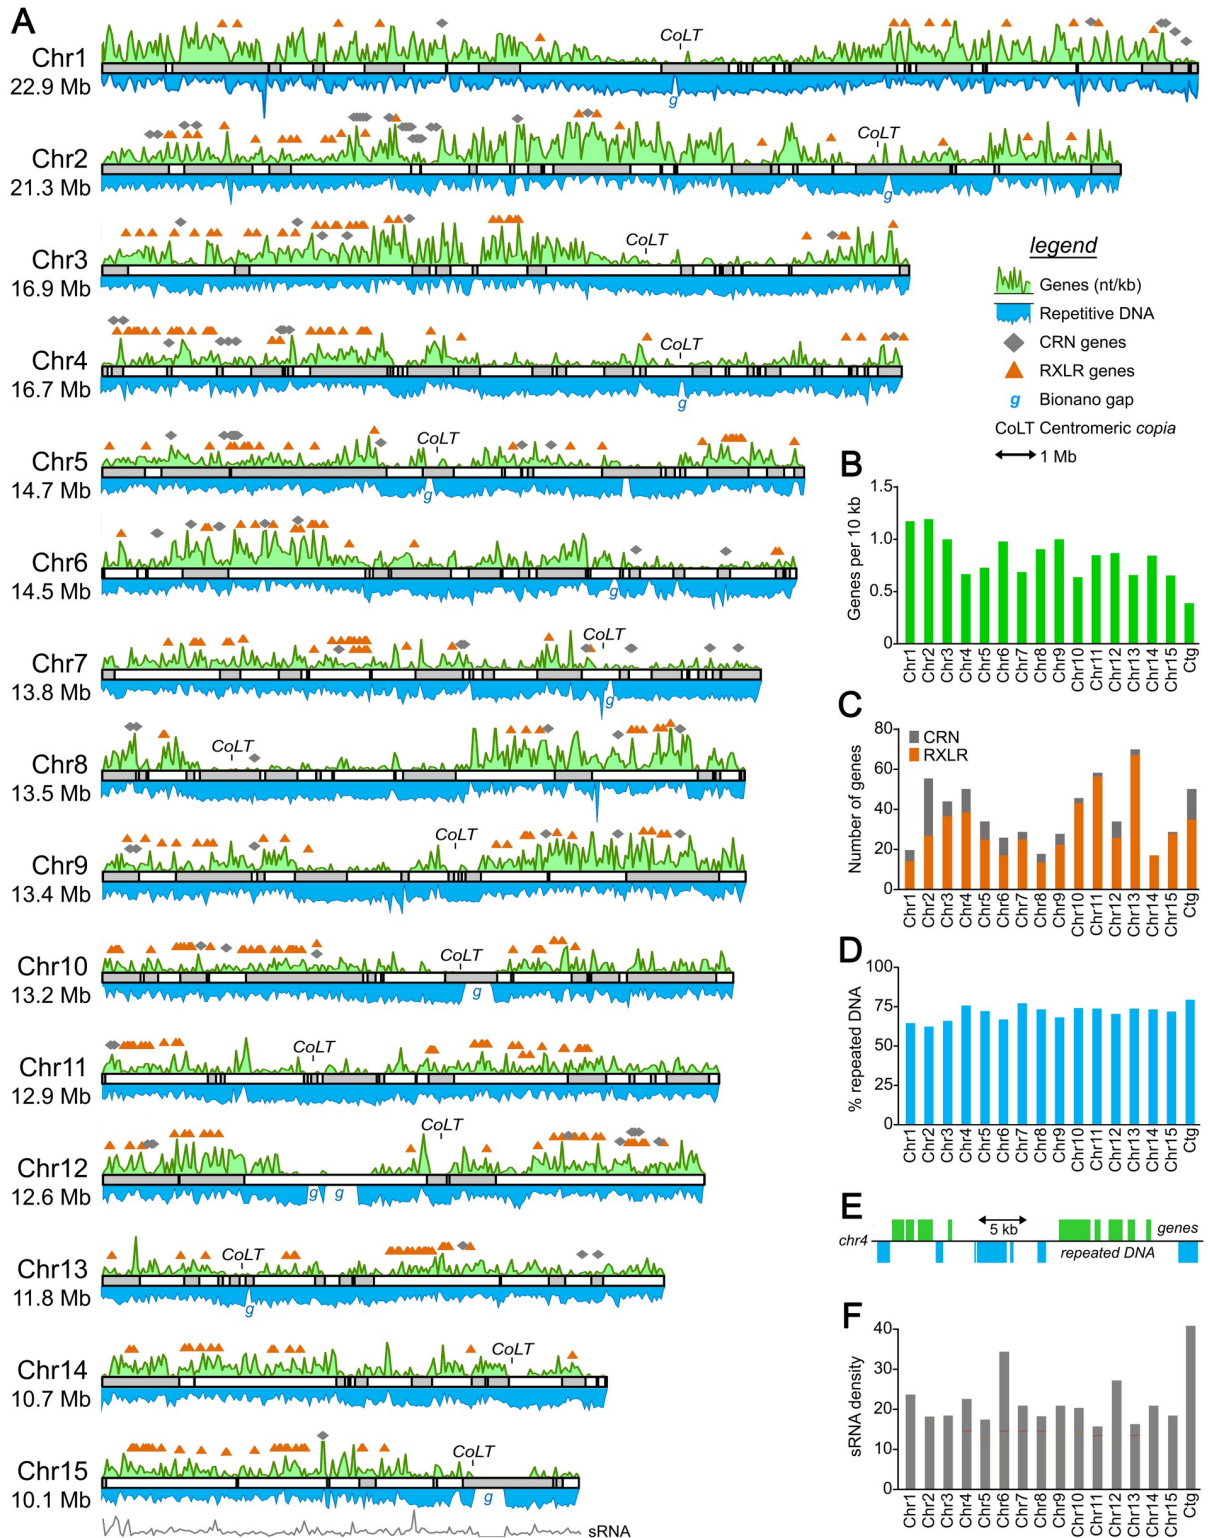 A
Chr1
22.9 Mb
CoLT
g
Chr2
21.3 Mb
CoLT
g
Chr3
16.9 Mb
CoLT
legend
Genes (nt/kb)
Repetitive DNA
CRN genes
RXLR genes
g Bionano gap
CoLT Centromeric copia
1 Mb
Chr4
16.7 Mb
CoLT
g
Chr5
14.7 Mb
CoLT
g
Chr6
14.5 Mb
g
Chr7
13.8 Mb
CoLT
g
Chr8
13.5 Mb
CoLT
Chr9
13.4 Mb
CoLT
Chr10
13.2 Mb
CoLT
g
Chr11
12.9 Mb
CoLT
Chr12
12.6 Mb
CoLT
g g
Chr13
11.8 Mb
CoLT
g
Chr14
10.7 Mb
CoLT
Chr15
10.1 Mb
CoLT
g
sRNA
B
Genes per 10 kb
1.5
1.0
0.5
0
Chr1 Chr2 Chr3 Chr4 Chr5 Chr6 Chr7 Chr8 Chr9 Chr10 Chr11 Chr12 Chr13 Chr14 Chr15 Ctg
C
Number of genes
80
60
40
20
0
CRN
RXLR
Chr1 Chr2 Chr3 Chr4 Chr5 Chr6 Chr7 Chr8 Chr9 Chr10 Chr11 Chr12 Chr13 Chr14 Chr15 Ctg
D
% repeated DNA
100
75
50
25
0
Chr1 Chr2 Chr3 Chr4 Chr5 Chr6 Chr7 Chr8 Chr9 Chr10 Chr11 Chr12 Chr13 Chr14 Chr15 Ctg
E
chr4
5 kb
genes
repeated DNA
F
sRNA density
40
30
20
10
0
Chr1 Chr2 Chr3 Chr4 Chr5 Chr6 Chr7 Chr8 Chr9 Chr10 Chr11 Chr12 Chr13 Chr14 Chr15 Ctg